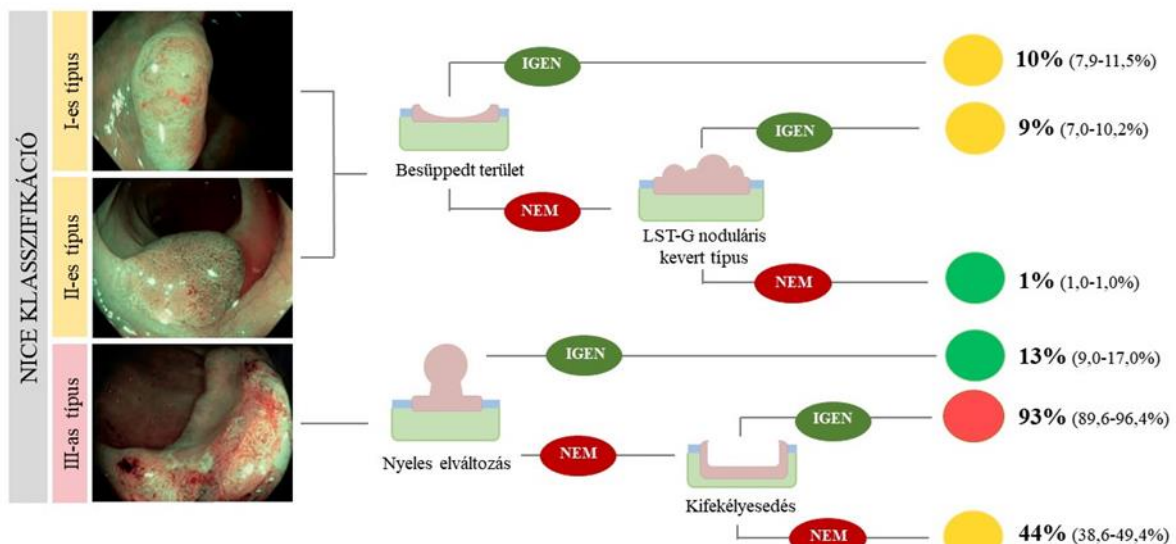 NICE KLASSZIFIKÁCIÓ
I-es típus
II-es típus
III-as típus
IGEN
10% (7,9-11,5%)
Besüppedt terület
IGEN
9% (7,0-10,2%)
NEM
LST-G noduláris
kevert típus
NEM
1% (1,0-1,0%)
IGEN
13% (9,0-17,0%)
Nyeles elváltozás
IGEN
93% (89,6-96,4%)
NEM
Kifekélyesedés
NEM
44% (38,6-49,4%)